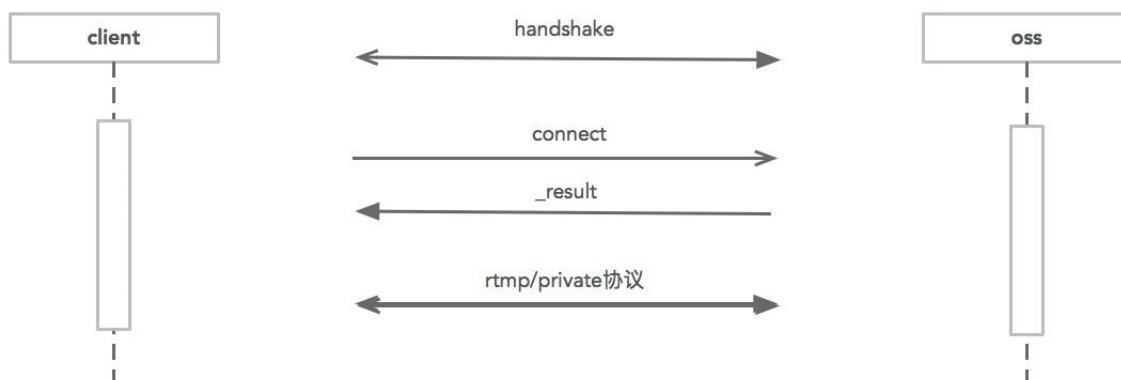 client
handshake
oss
connect
_result
rtmp/private协议